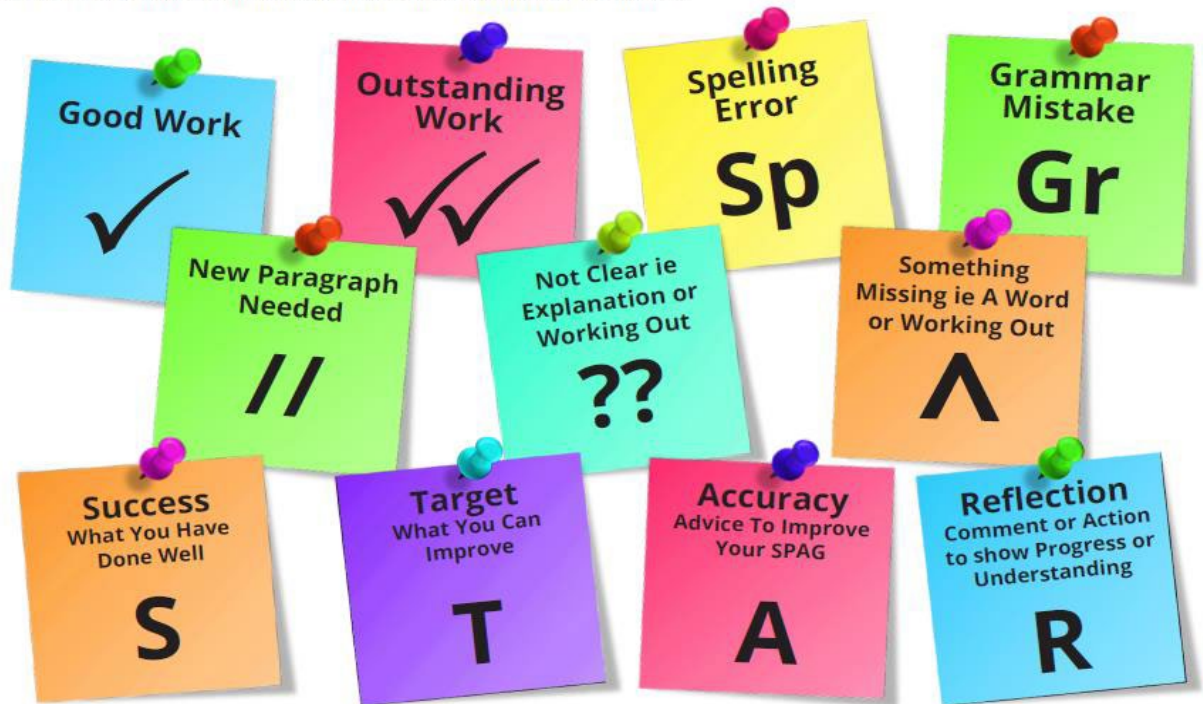 Good Work
✓
Outstanding
Work
✓✓
Spelling
Error
Sp
Grammar
Mistake
Gr
New Paragraph
Needed
//
Not Clear ie
Explanation or
Working Out
??
Something
Missing ie A Word
or Working Out
^
Success
What You Have
Done Well
S
Target
What You Can
Improve
T
Accuracy
Advice To Improve
Your SPAG
A
Reflection
Comment or Action
to show Progress or
Understanding
R